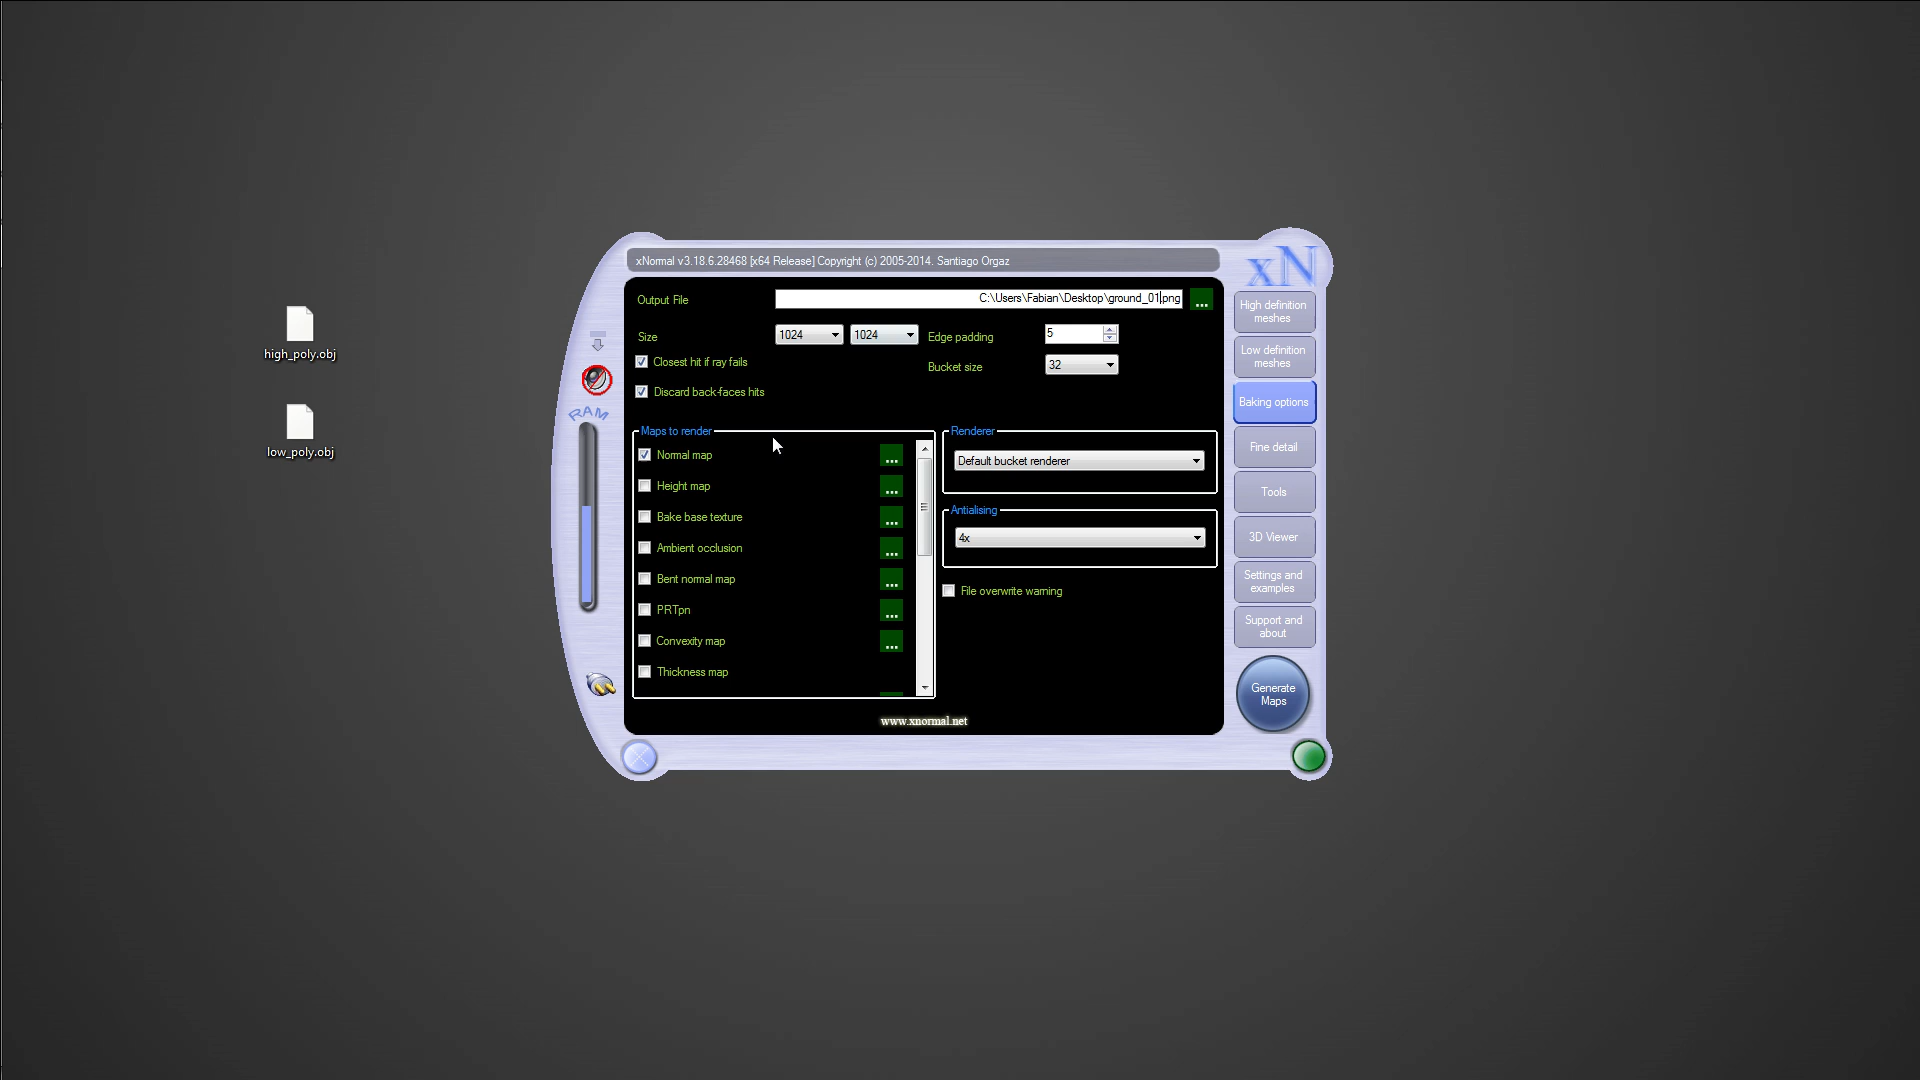 xNormal v3.18.6.28468 [x64 Release] Copyright (c) 2005-2014. Santiago Orgaz
xN
Output File
C:\Users\Fabian\Desktop\ground_01.png
...
High definition
meshes
Size
1024
1024
Edge padding
5
Closest hit if ray fails
Bucket size
32
Low definition
meshes
Discard back-faces hits
Baking options
high_poly.obj
RAM
low_poly.obj
Maps to render
Normal map
...
Height map
...
Bake base texture
...
Ambient occlusion
...
Bent normal map
...
PRTpn
...
Convexity map
...
Thickness map
Renderer
Default bucket renderer
Antialising
4x
File overwrite warning
Fine detail
Tools
3D Viewer
Settings and
examples
Support and
about
Generate
Maps
www.xnormal.net